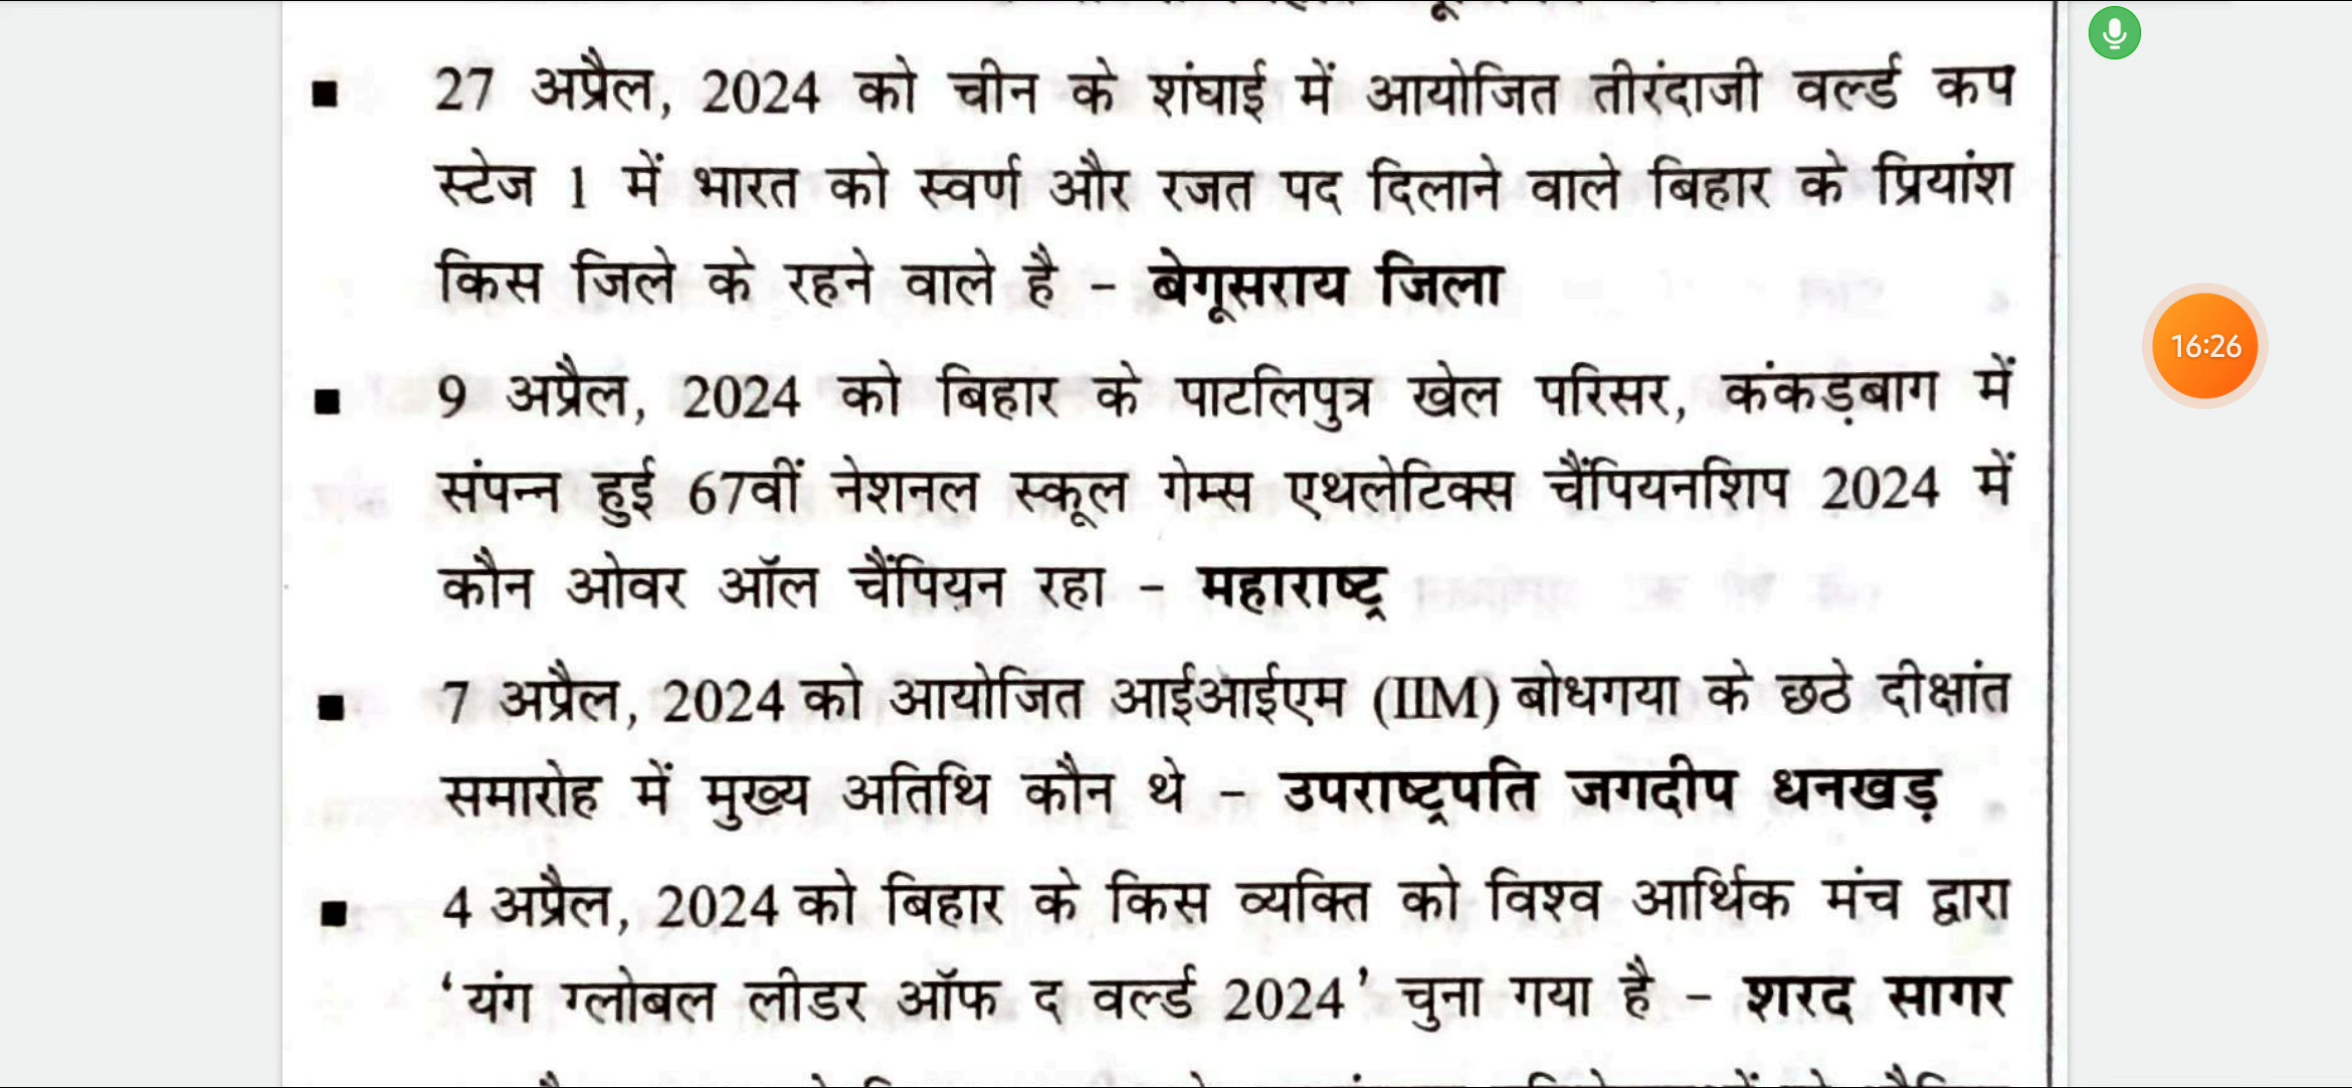 ■ 27 अप्रैल, 2024 को चीन के शंघाई में आयोजित तीरंदाजी वर्ल्ड कप
स्टेज 1 में भारत को स्वर्ण और रजत पद दिलाने वाले बिहार के प्रियांश
किस जिले के रहने वाले है - बेगूसराय जिला
16:26
■ 9 अप्रैल, 2024 को बिहार के पाटलिपुत्र खेल परिसर, कंकड़बाग में
संपन्न हुई 67वीं नेशनल स्कूल गेम्स एथलेटिक्स चैंपियनशिप 2024 में
कौन ओवर ऑल चैंपियन रहा - महाराष्ट्र
■ 7 अप्रैल, 2024 को आयोजित आईआईएम (IIM) बोधगया के छठे दीक्षांत
समारोह में मुख्य अतिथि कौन थे - उपराष्ट्रपति जगदीप धनखड़
■ 4 अप्रैल, 2024 को बिहार के किस व्यक्ति को विश्व आर्थिक मंच द्वारा
‘यंग ग्लोबल लीडर ऑफ द वर्ल्ड 2024’ चुना गया है - शरद सागर